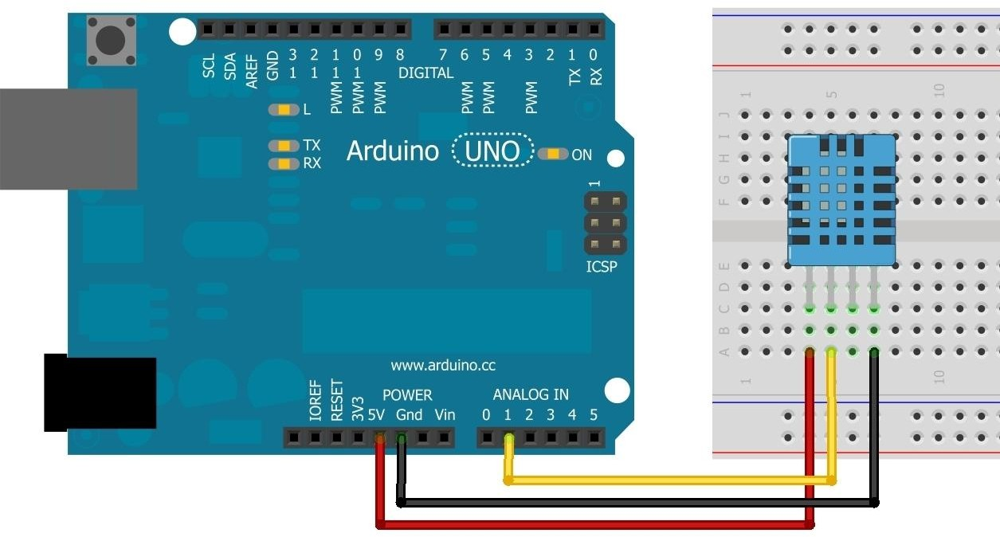 SCL SDA AREF GND 13 12 11 10 9 8 7 6 5 4 3 2 1 0
PWM PWM PWM DIGITAL PWM PWM PWM TX RX
L
TX
RX
Arduino UNO ON
1
ICSP
www.arduino.cc
POWER ANALOG IN
IOREF RESET 3V3 5V Gnd Vin 0 1 2 3 4 5
1 5 10
J
I
H
G
F
E
D
C
B
A
1 10